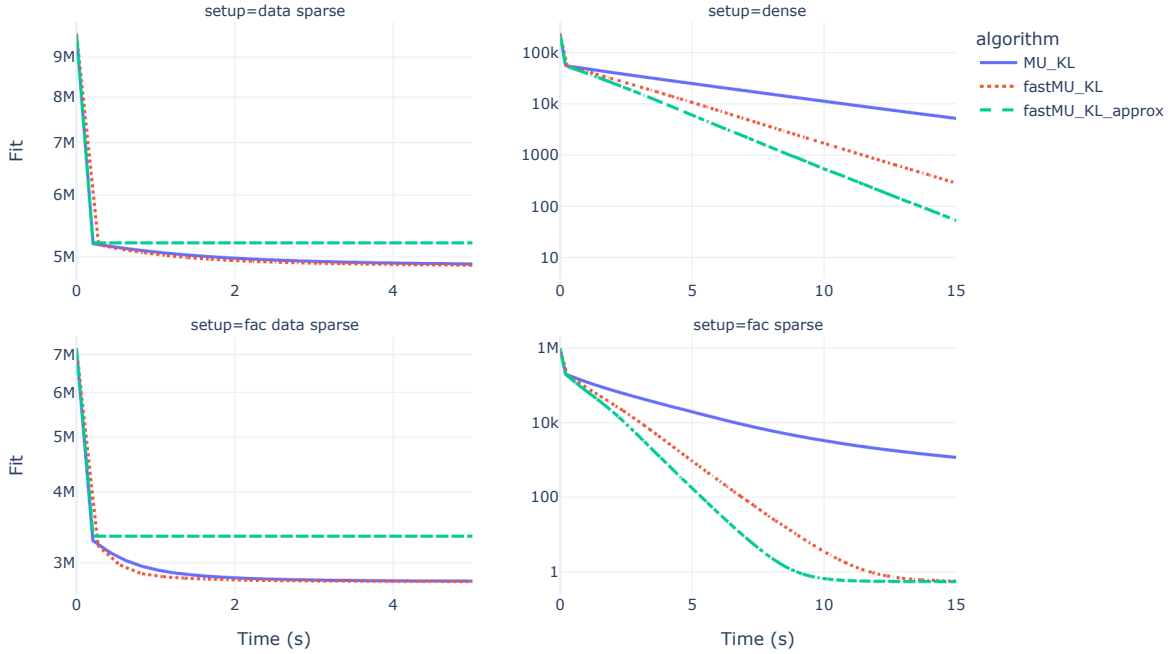 setup=data sparse
9M
8M
7M
6M
5M
0
2
4
Fit
setup=dense
100k
10k
1000
100
10
0
5
10
15
algorithm
MU_KL
fastMU_KL
fastMU_KL_approx
setup=fac data sparse
7M
6M
5M
4M
3M
0
2
4
Fit
Time (s)
setup=fac sparse
1M
10k
100
1
0
5
10
15
Time (s)